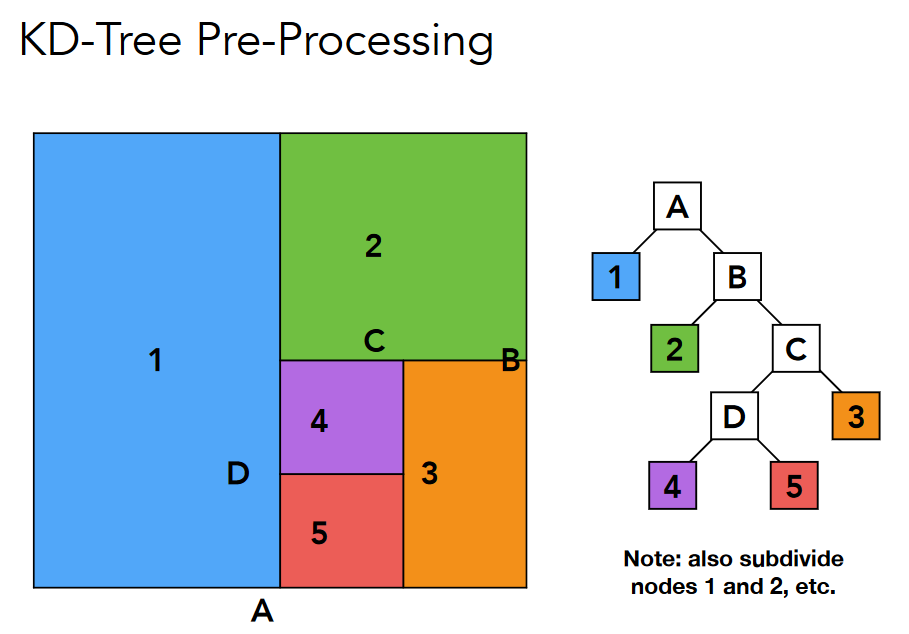 KD-Tree Pre-Processing
1
2
C
B
4
D
3
5
A
A
1
B
2
C
D
3
4
5
Note: also subdivide
nodes 1 and 2, etc.